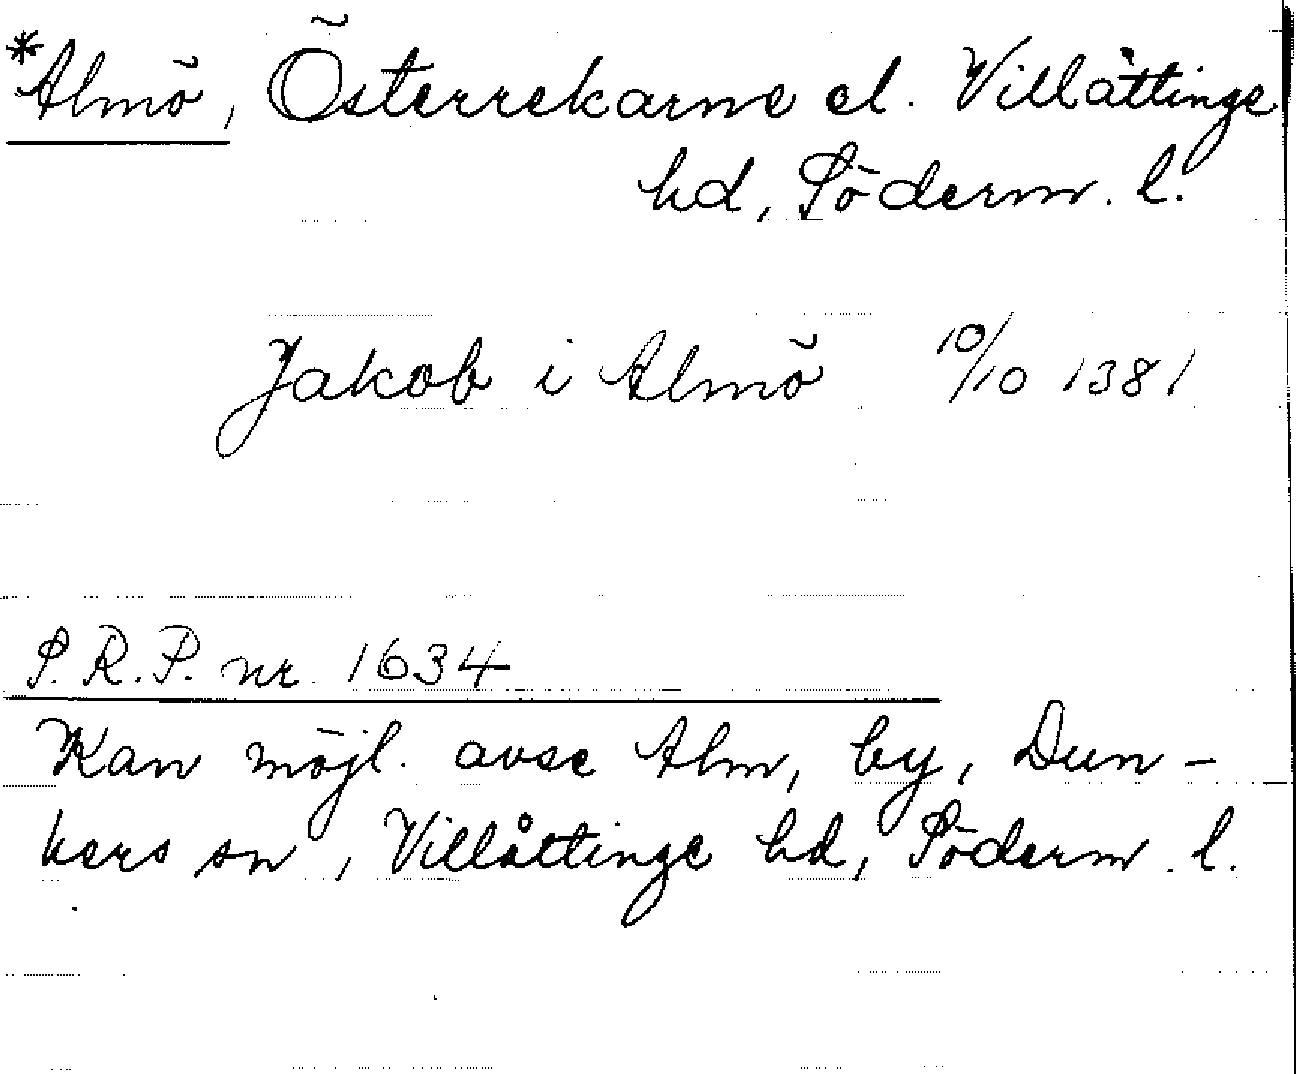 *Almö, Österrekarne el. Villåttinge
hd, Söderm. l.
Jakob i Almö 10/10 1381
S.R.P. nr. 1634
Kan möjl. avse Alm, by, Dun-
kers sn, Villåttinge hd, Söderm. l.